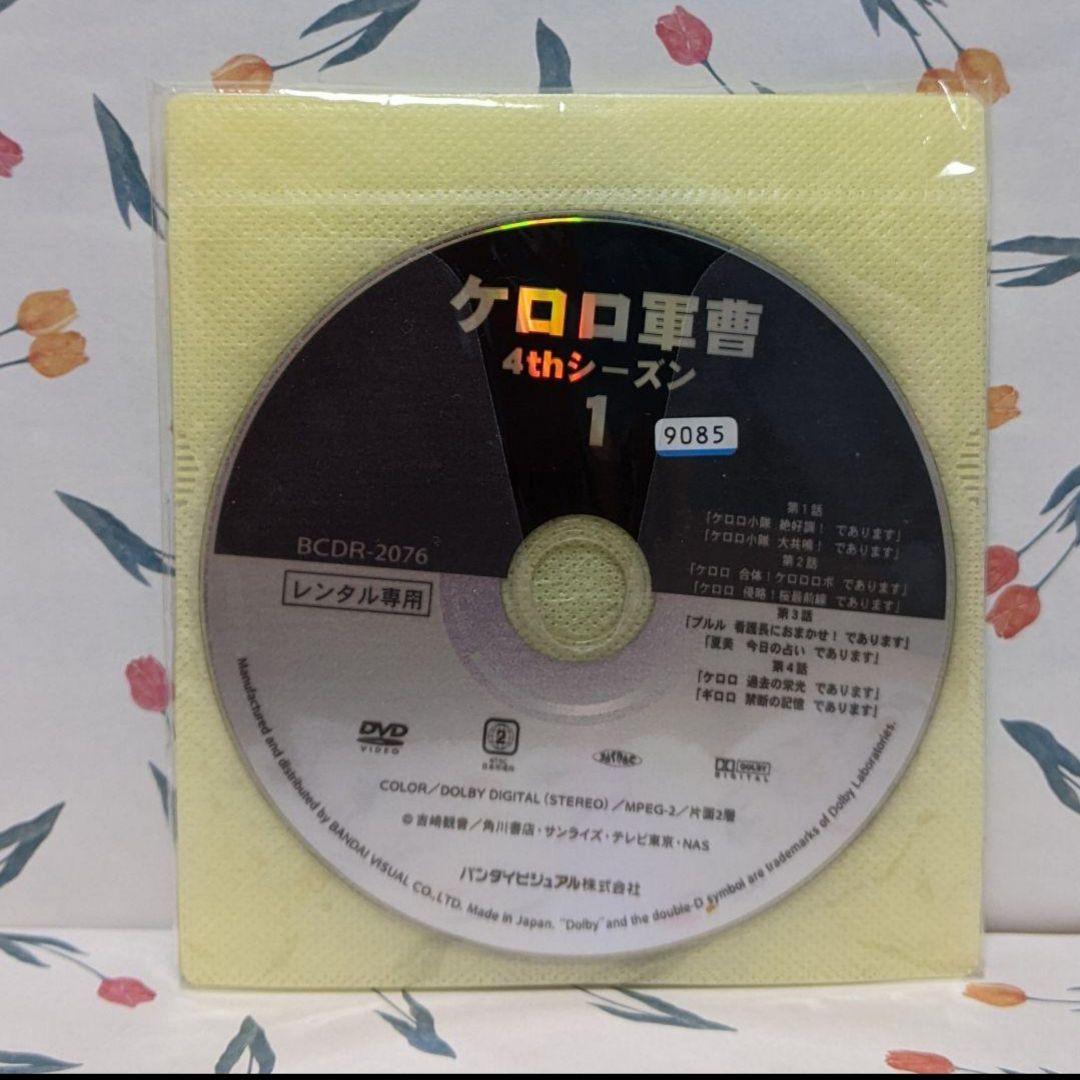 ケロロ軍曹
4thシーズン
1
9085
第1話
「ケロロ小隊 絶好調! であります」
「ケロロ小隊 大共鳴! であります」
第2話
「ケロロ 合体!ケロロロボ であります」
「ケロロ 侵略!桜最前線 であります」
第3話
「プルル 看護長におまかせ! であります」
「夏美 今日の占い であります」
第4話
「ケロロ 過去の栄光 であります」
「ギロロ 禁断の記憶 であります」
BCDR-2076
レンタル専用
DVD
VIDEO
2
NTSC
日本市場向
DOLBY
DIGITAL
COLOR/DOLBY DIGITAL(STEREO)/MPEG-2/片面2層
©吉崎観音/角川書店・サンライズ・テレビ東京・NAS
バンダイビジュアル株式会社
Manufactured and distributed by BANDAI VISUAL CO.,LTD. Made in Japan. "Dolby" and the double-D symbol are trademarks of Dolby Laboratories.